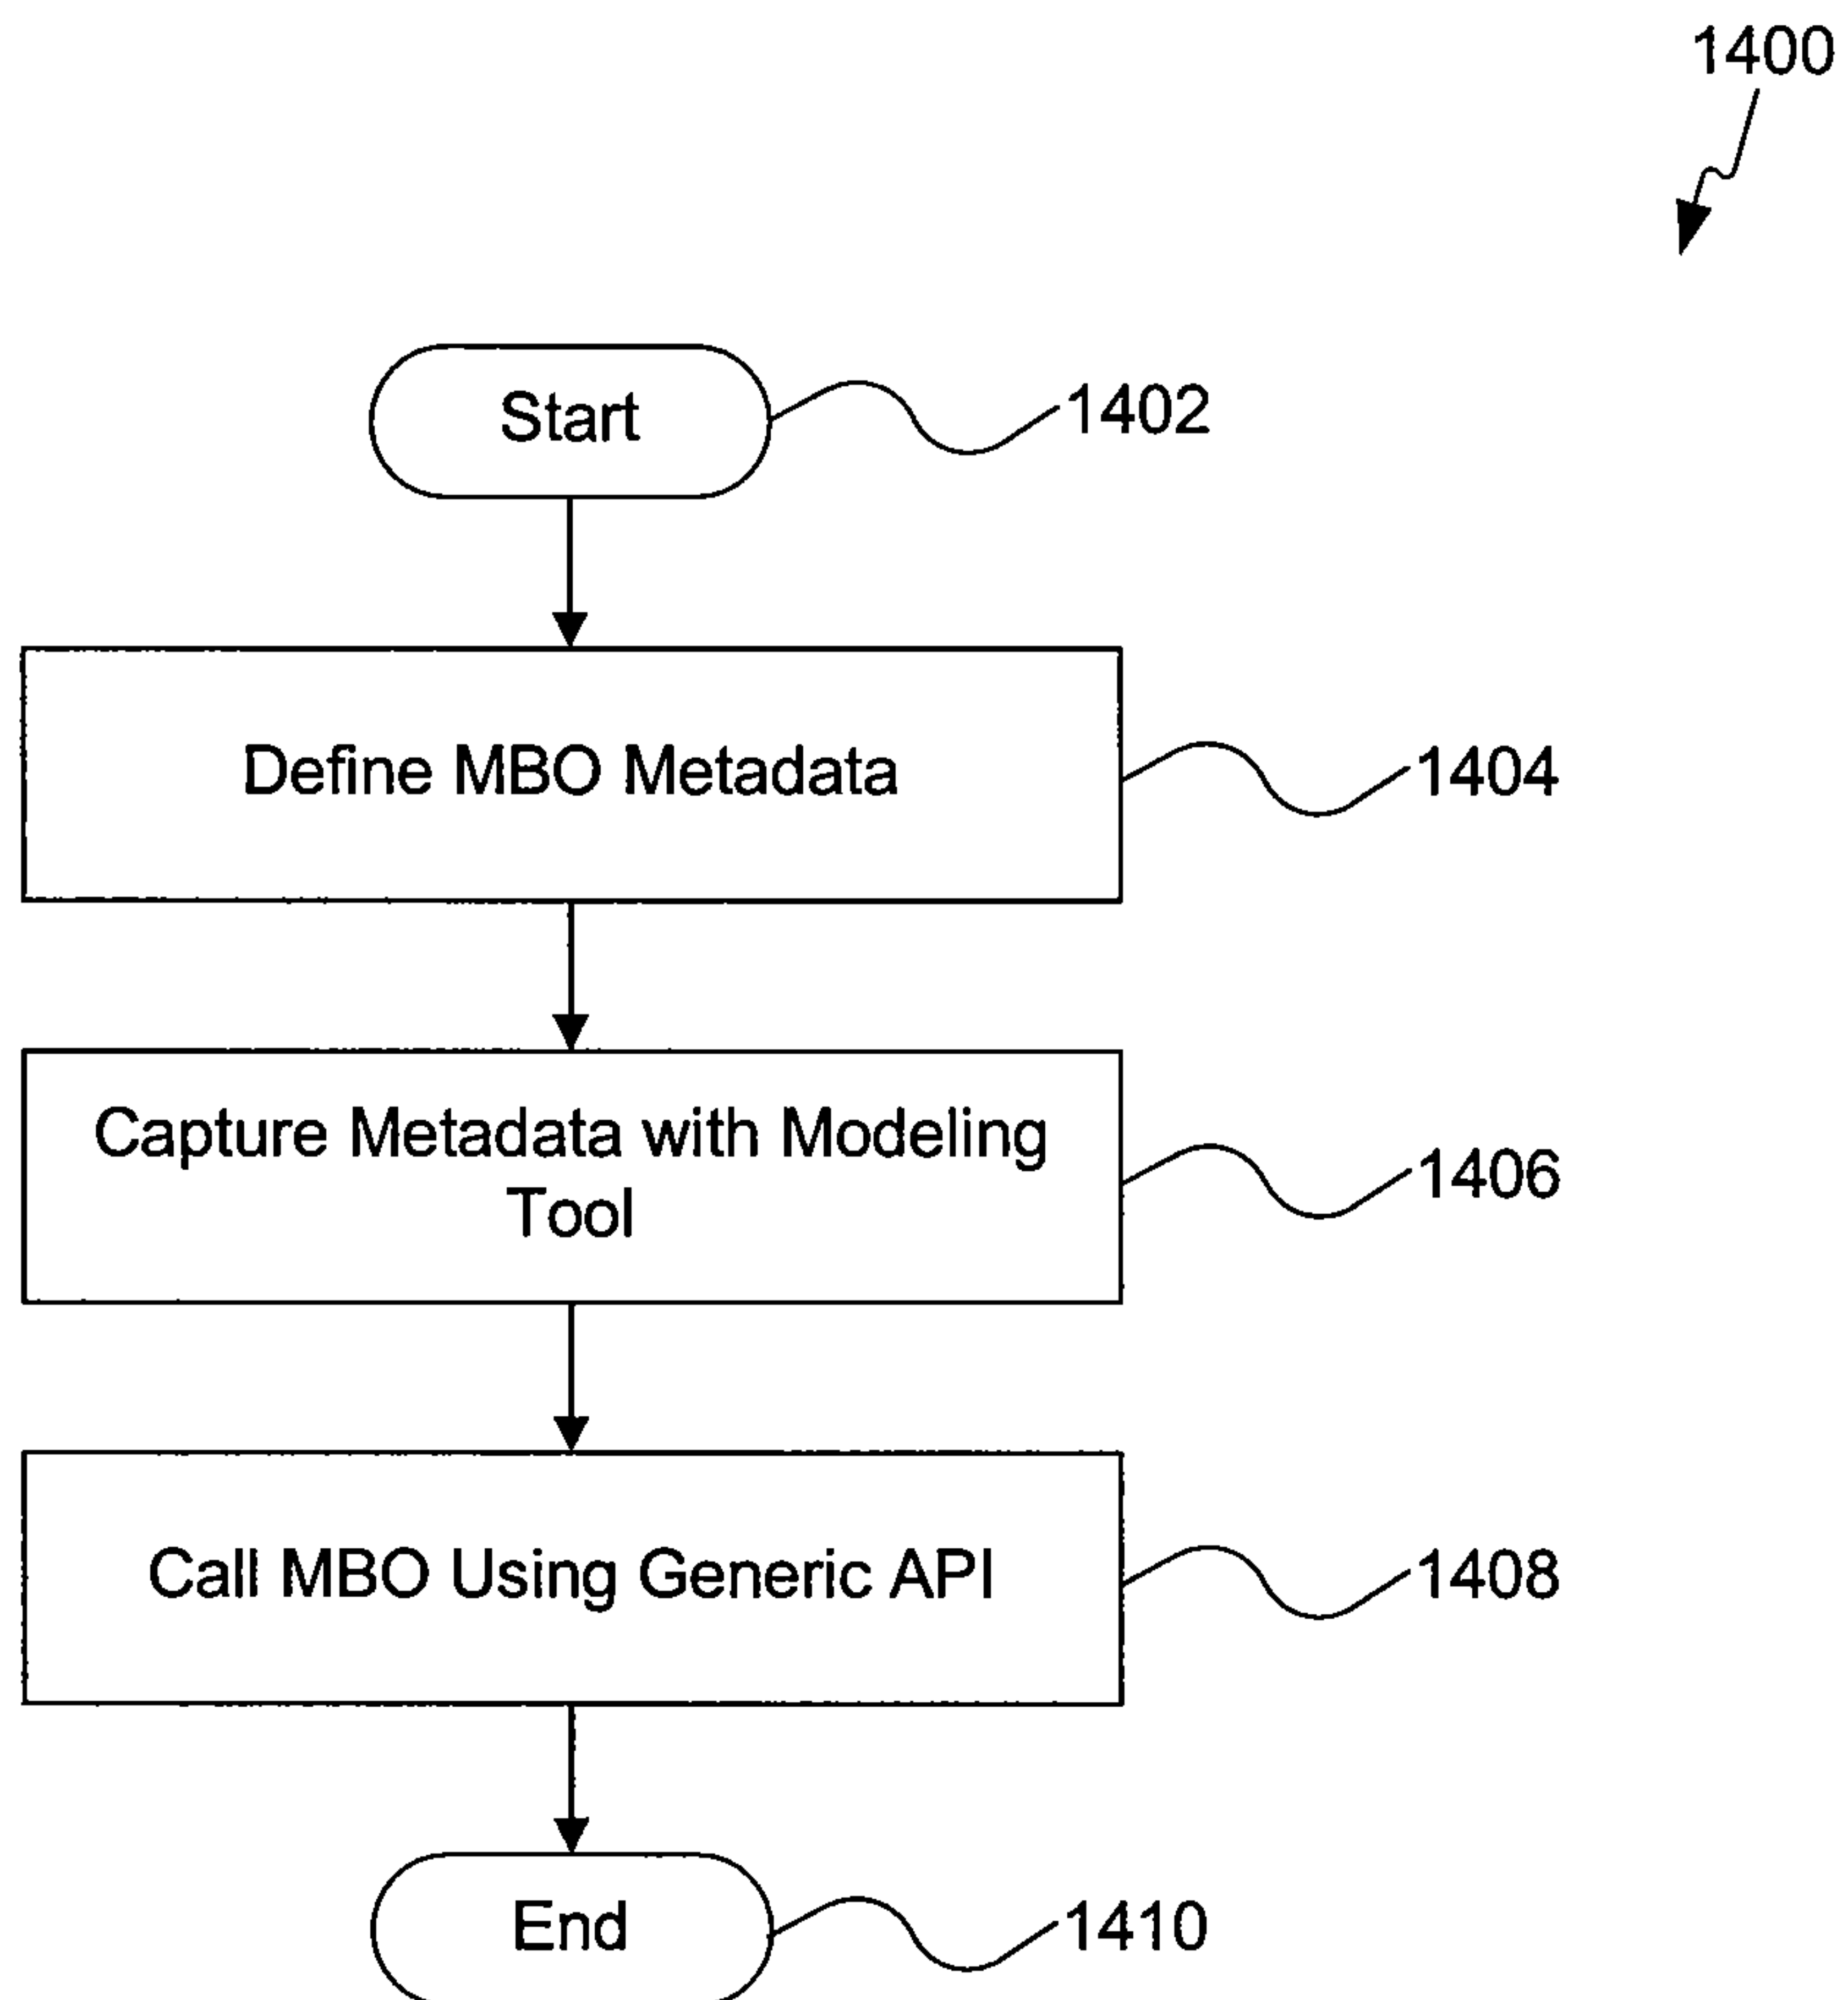 1400
Start
1402
Define MBO Metadata
1404
Capture Metadata with Modeling
Tool
1406
Call MBO Using Generic API
1408
End
1410